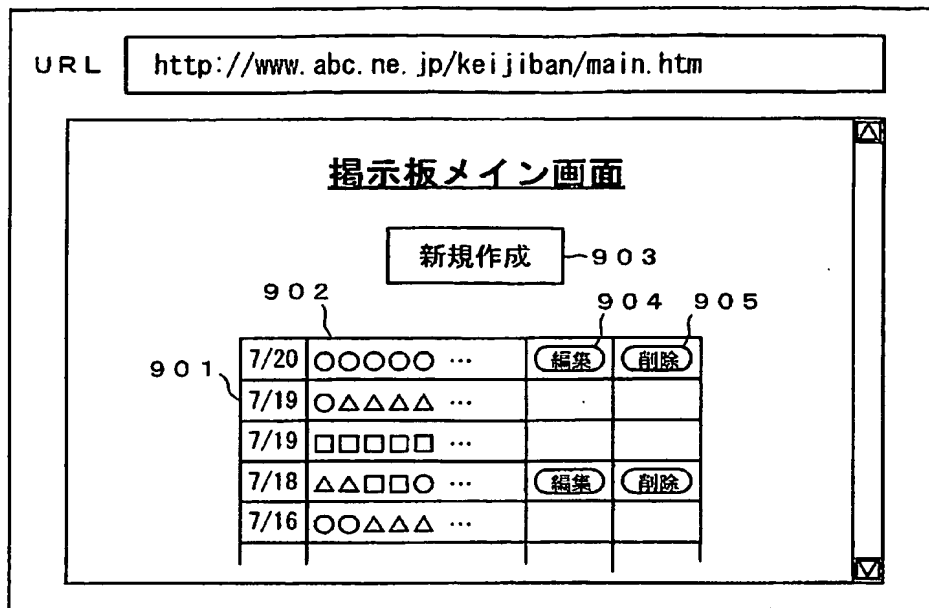 URL http://www.abc.ne.jp/keijiban/main.htm
掲示板メイン画面
新規作成 903
902 904 905
901
7/20 ○○○○○ … 編集 削除
7/19 ○△△△△ …
7/19 □□□□□ …
7/18 △△□□○ … 編集 削除
7/16 ○○△△△ …